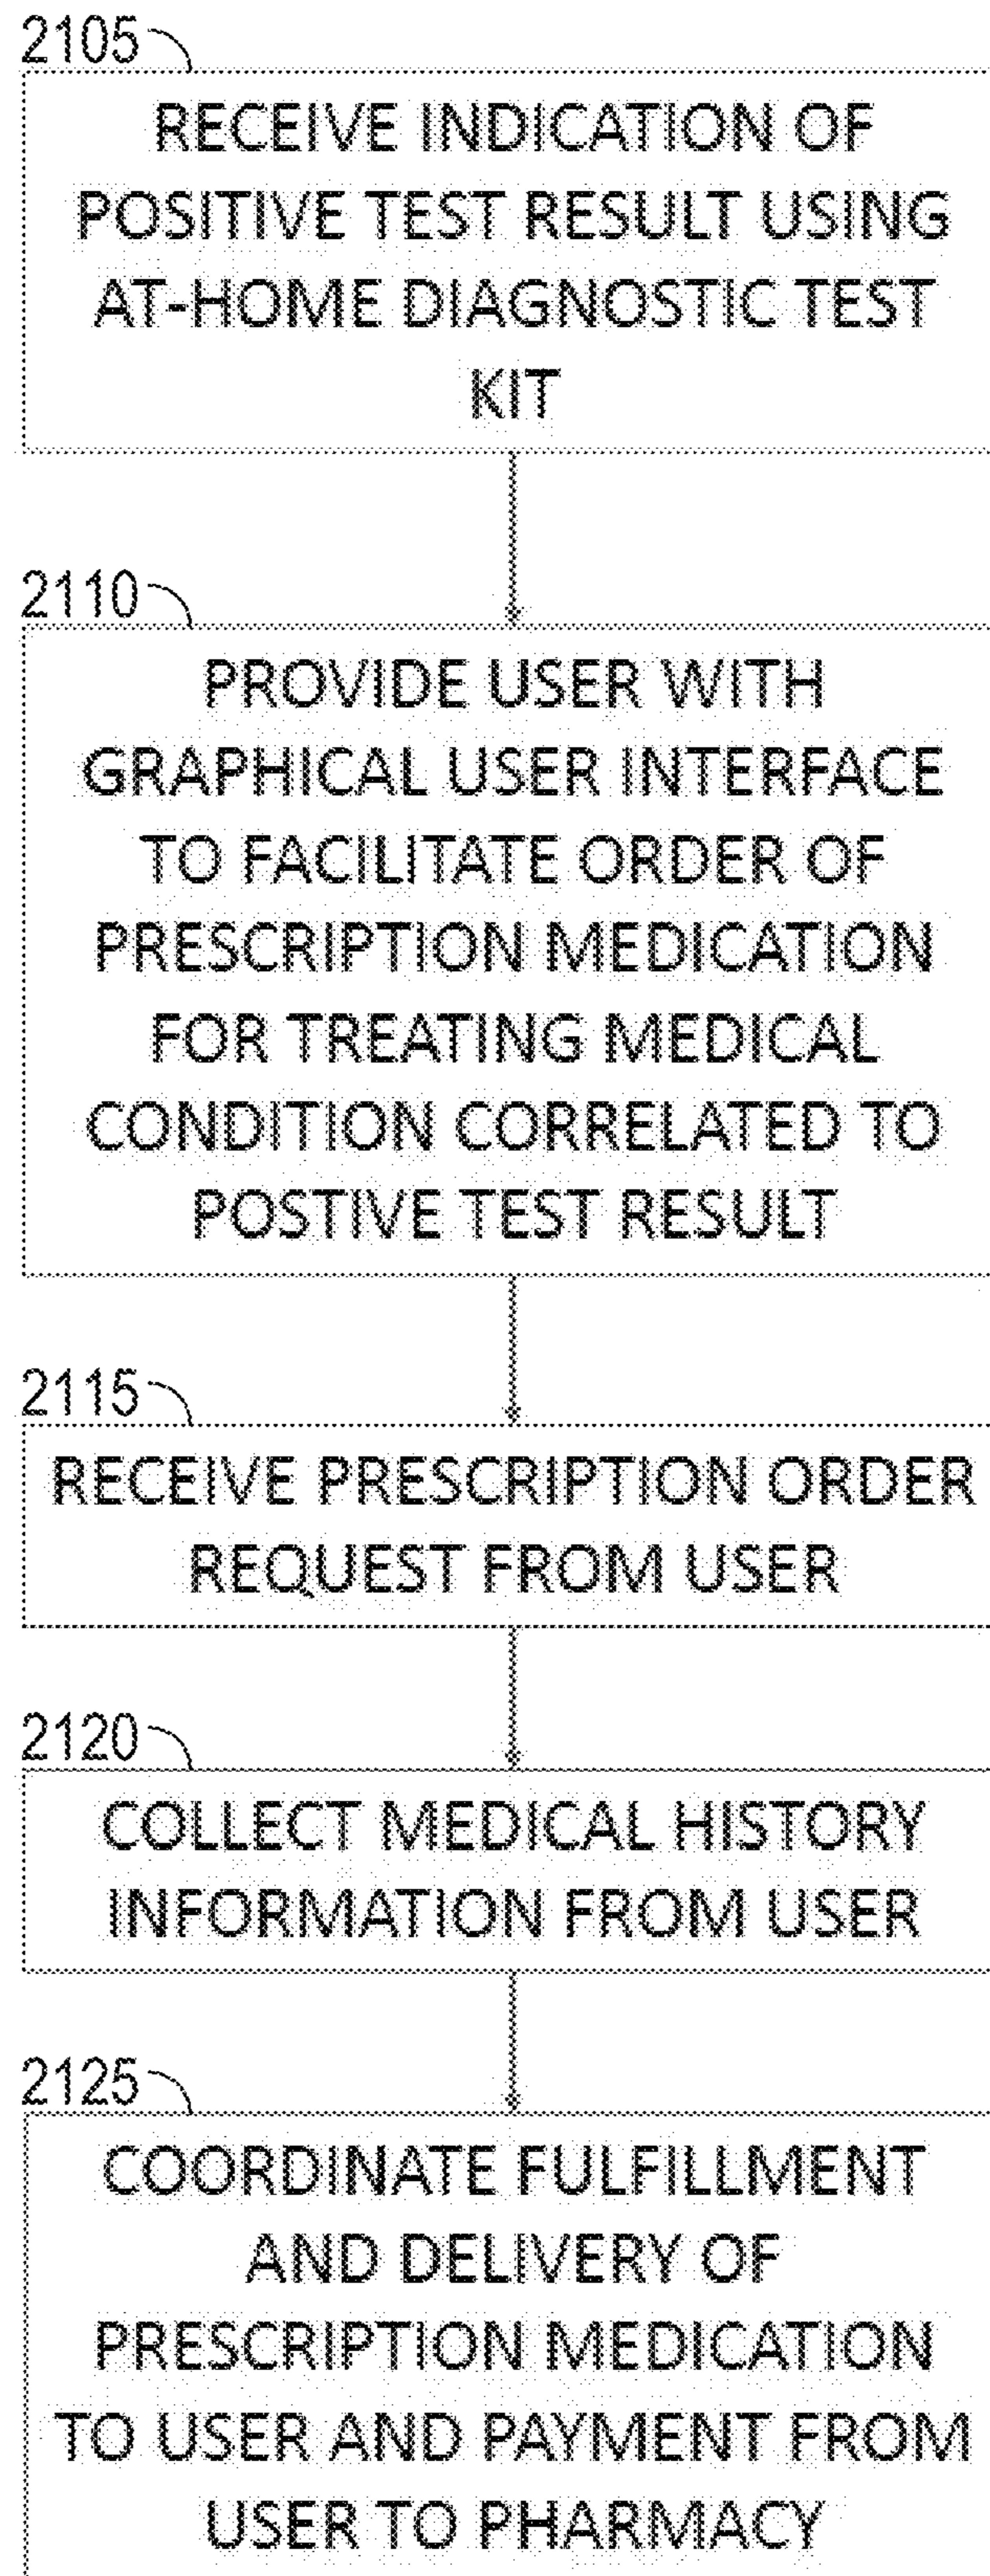 2105
RECEIVE INDICATION OF
POSITIVE TEST RESULT USING
AT-HOME DIAGNOSTIC TEST
KIT
2110
PROVIDE USER WITH
GRAPHICAL USER INTERFACE
TO FACILITATE ORDER OF
PRESCRIPTION MEDICATION
FOR TREATING MEDICAL
CONDITION CORRELATED TO
POSTIVE TEST RESULT
2115
RECEIVE PRESCRIPTION ORDER
REQUEST FROM USER
2120
COLLECT MEDICAL HISTORY
INFORMATION FROM USER
2125
COORDINATE FULFILLMENT
AND DELIVERY OF
PRESCRIPTION MEDICATION
TO USER AND PAYMENT FROM
USER TO PHARMACY